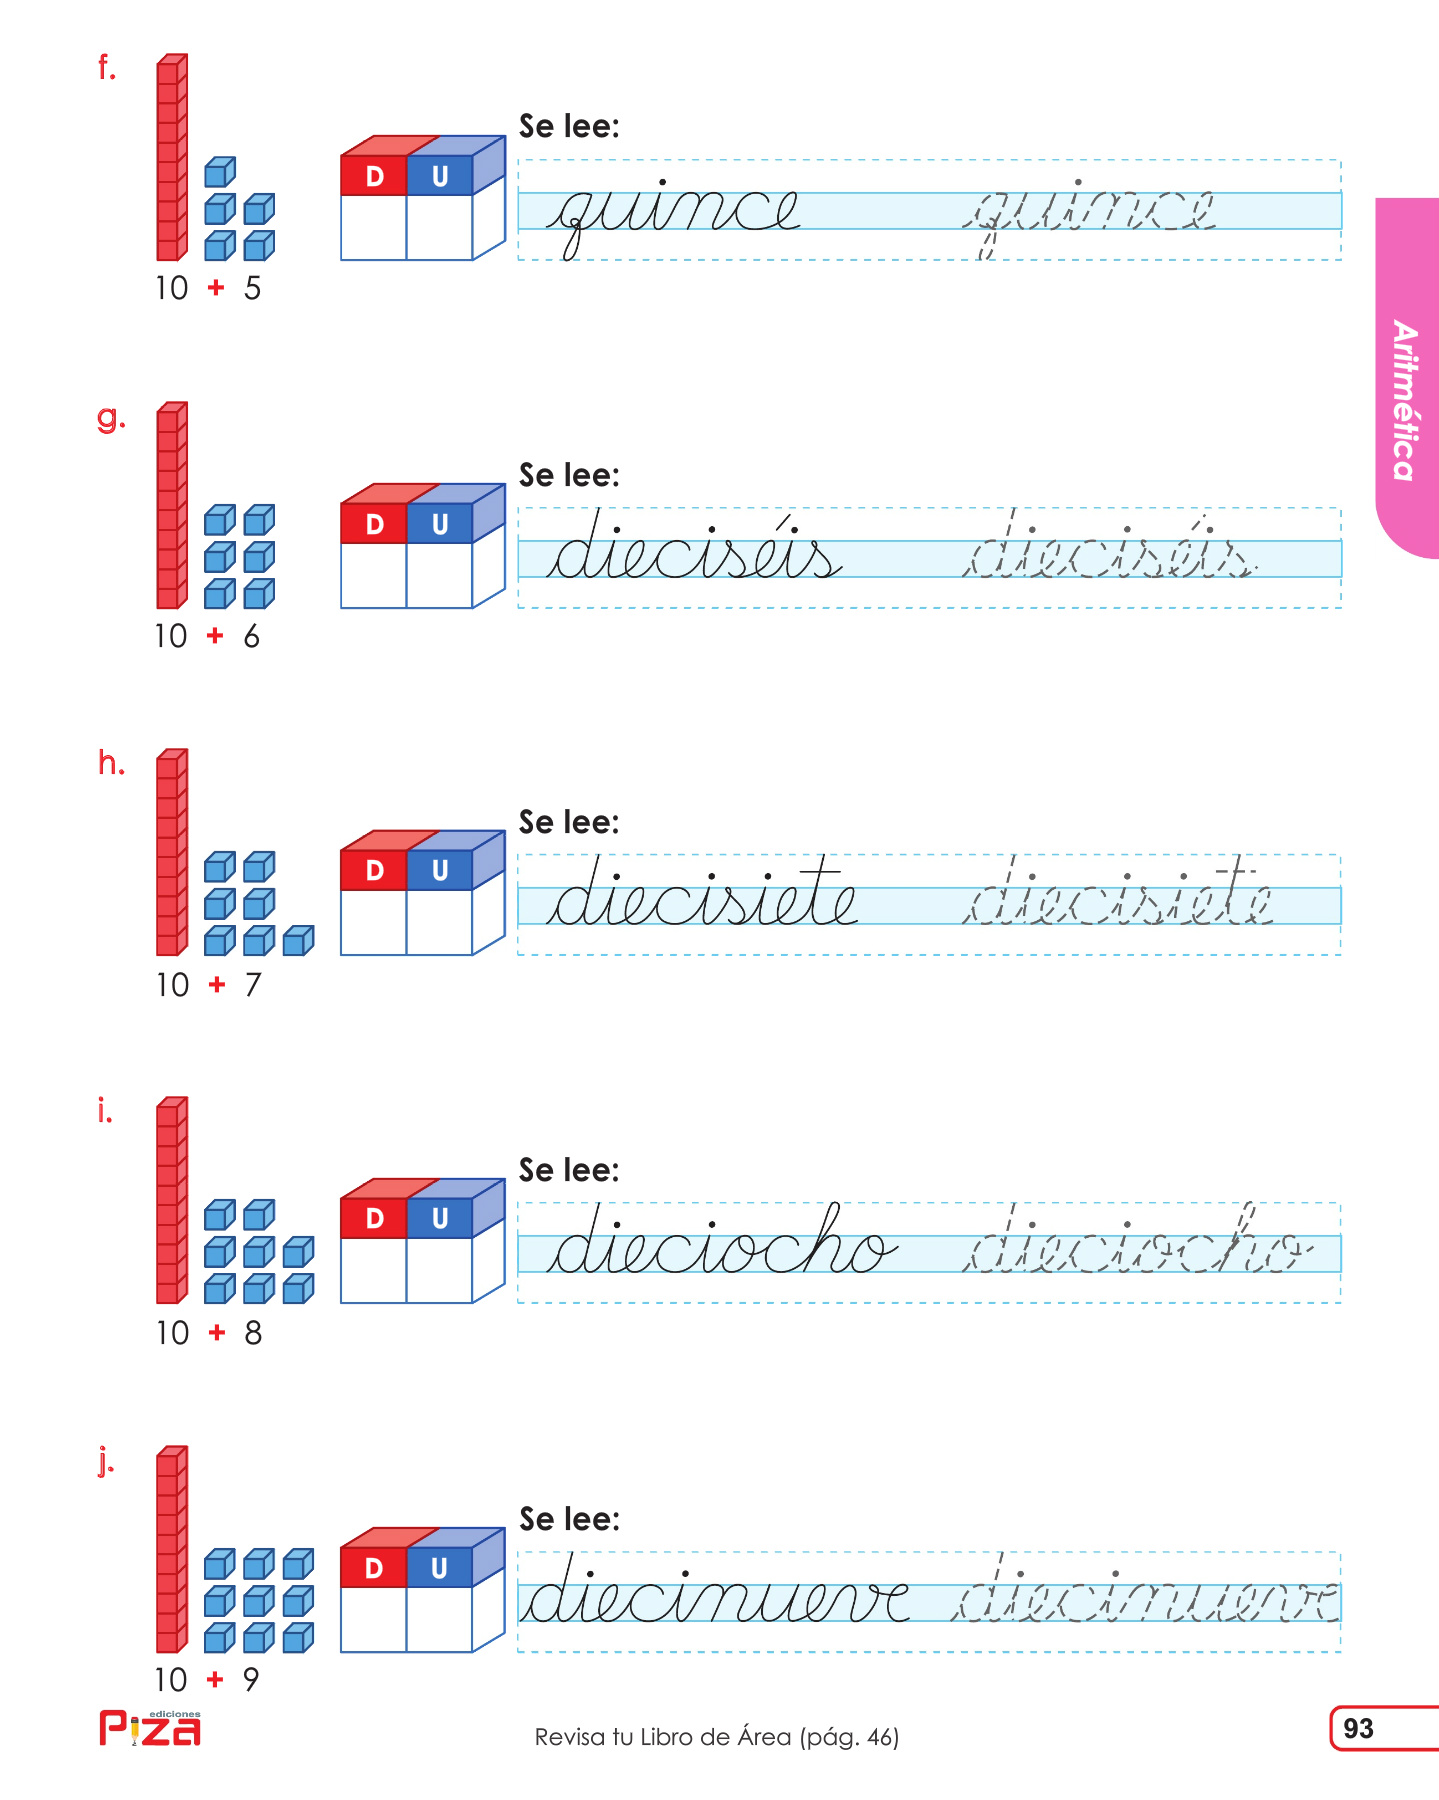 f.
Se lee:
D U
quince quince
10 + 5
g.
Se lee:
D U
dieciséis dieciséis
10 + 6
h.
Se lee:
D U
diecisiete diecisiete
10 + 7
i.
Se lee:
D U
dieciocho dieciocho
10 + 8
j.
Se lee:
D U
diecinueve diecinueve
10 + 9
Aritmética
ediciones
Piza
Revisa tu Libro de Área (pág. 46)
93